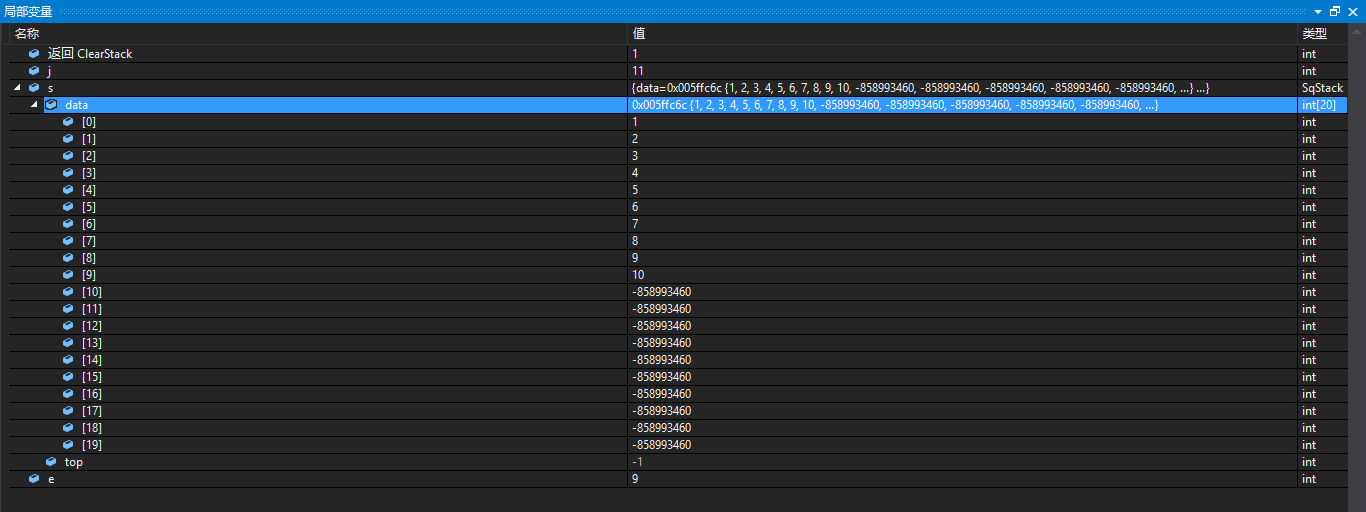 局部变量
名称 值 类型
返回 ClearStack 1 int
j 11 int
s {data=0x005ffc6c {1, 2, 3, 4, 5, 6, 7, 8, 9, 10, -858993460, -858993460, -858993460, -858993460, -858993460, ...} ...} SqStack
data 0x005ffc6c {1, 2, 3, 4, 5, 6, 7, 8, 9, 10, -858993460, -858993460, -858993460, -858993460, -858993460, ...} int[20]
[0] 1 int
[1] 2 int
[2] 3 int
[3] 4 int
[4] 5 int
[5] 6 int
[6] 7 int
[7] 8 int
[8] 9 int
[9] 10 int
[10] -858993460 int
[11] -858993460 int
[12] -858993460 int
[13] -858993460 int
[14] -858993460 int
[15] -858993460 int
[16] -858993460 int
[17] -858993460 int
[18] -858993460 int
[19] -858993460 int
top -1 int
e 9 int